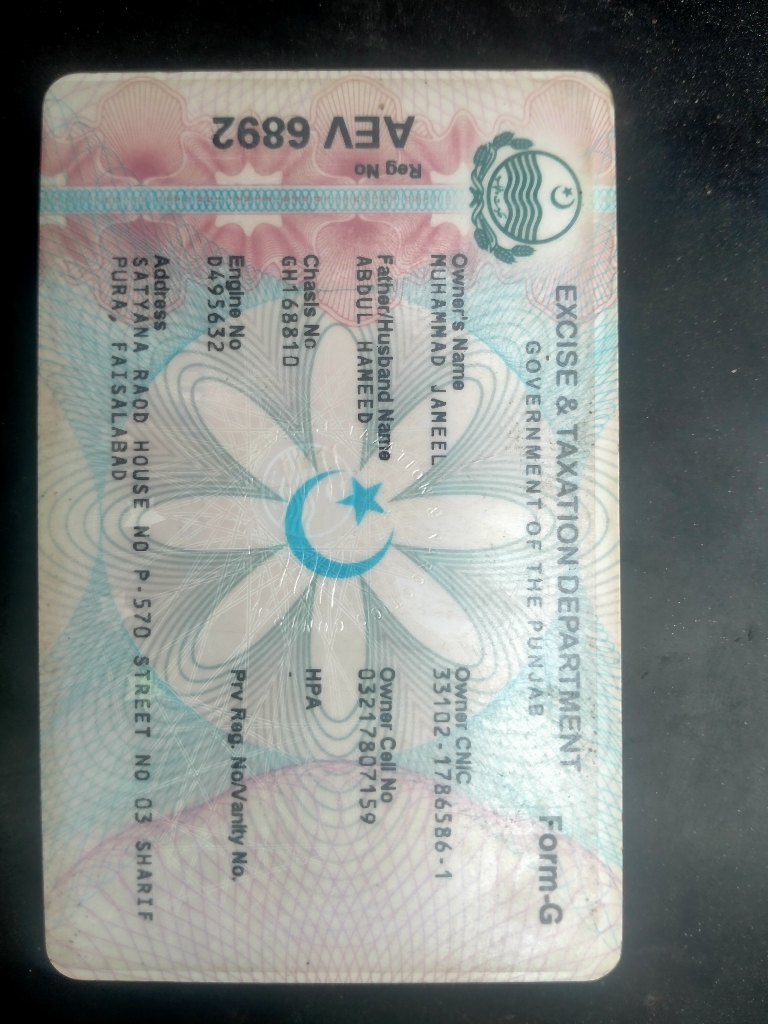 EXCISE & TAXATION DEPARTMENT
GOVERNMENT OF THE PUNJAB
Form-G
Reg No
AEV 6892
Owner's Name
MUHAMMAD JAMEEL
Owner CNIC
33102-1786586-1
Father/Husband Name
ABDUL HAMEED
Owner Cell No
03217807159
Chasis No
GH168810
HPA
-
Engine No
D495632
Prv Reg. No/Vanity No.
Address
SATYANA RAOD HOUSE NO P-570 STREET NO 03 SHARIF
PURA, FAISALABAD